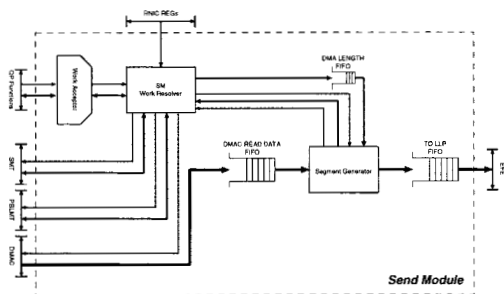 RNIC REGs
DMA LENGTH
FIFO
QP Functions
Work Acceptor
SM
Work Resolver
DMAC READ DATA
FIFO
TO LLP
FIFO
Segment Generator
EPE
SMT
PBLMT
DMAC
Send Module